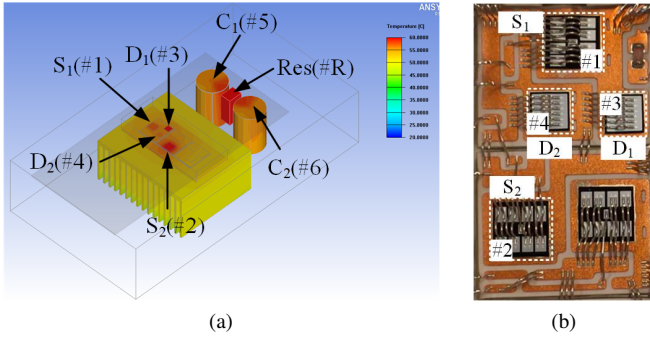 ANSY
Temperature [C]
60.0000
55.0000
50.0000
45.0000
40.0000
35.0000
30.0000
25.0000
20.0000
C₁(#5)
D₁(#3)
S₁(#1)
Res(#R)
D₂(#4)
C₂(#6)
S₂(#2)
(a)
S₁
#1
#3
#4
D₂
D₁
S₂
#2
(b)